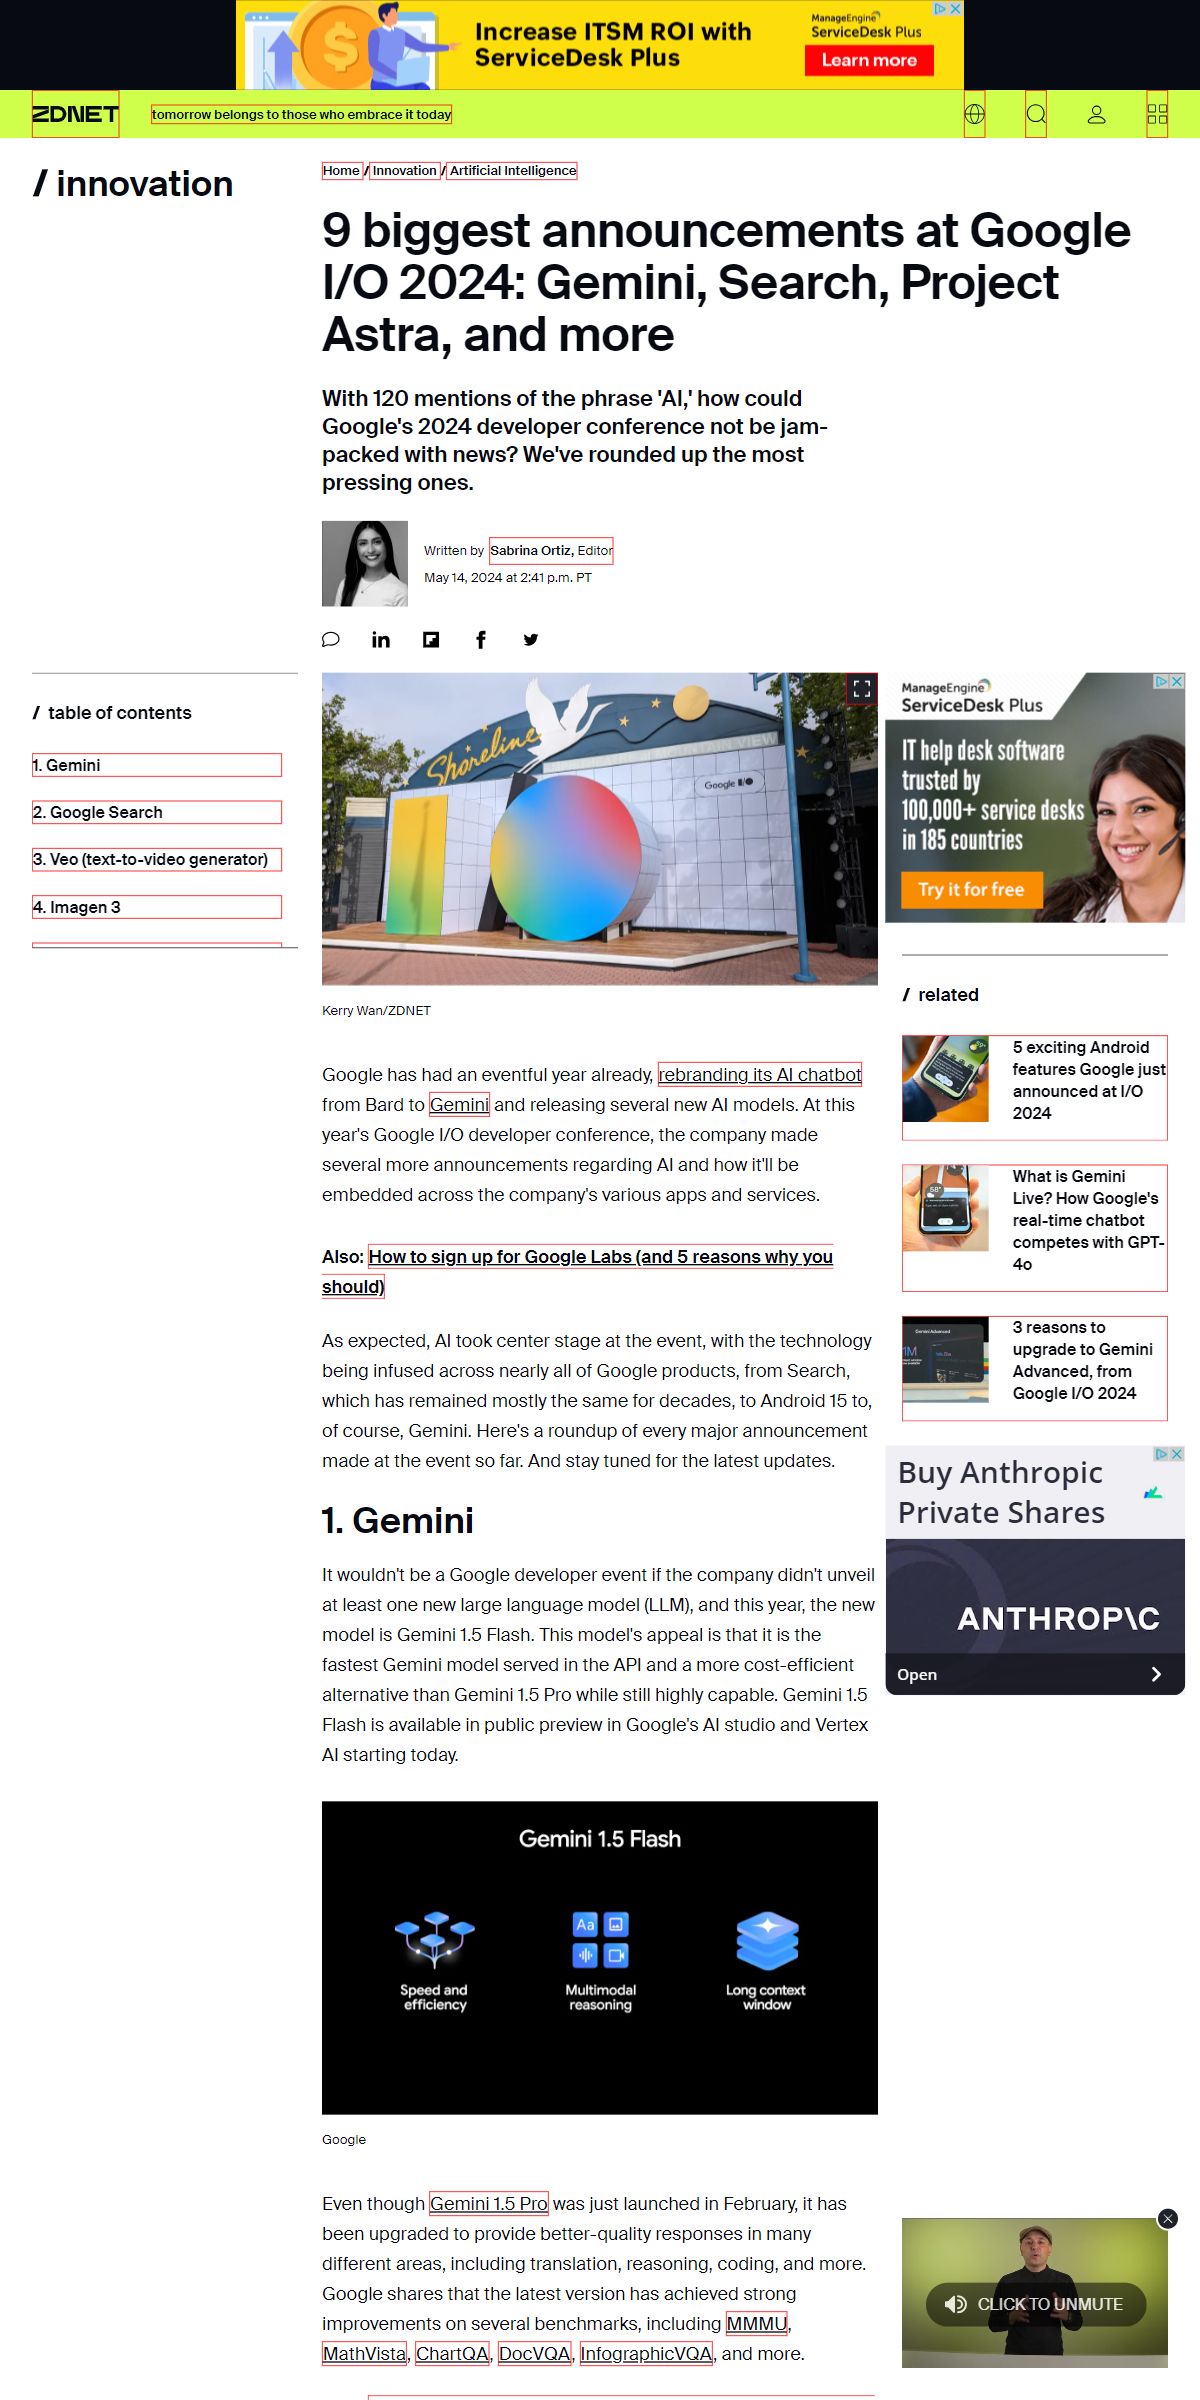 Increase ITSM ROI with
ServiceDesk Plus
ManageEngine
ServiceDesk Plus
Learn more
ZDNET
tomorrow belongs to those who embrace it today
/ innovation
Home / Innovation / Artificial Intelligence
9 biggest announcements at Google
I/O 2024: Gemini, Search, Project
Astra, and more
With 120 mentions of the phrase 'AI,' how could
Google's 2024 developer conference not be jam-
packed with news? We've rounded up the most
pressing ones.
Written by Sabrina Ortiz, Editor
May 14, 2024 at 2:41 p.m. PT
/ table of contents
1. Gemini
2. Google Search
3. Veo (text-to-video generator)
4. Imagen 3
Shoreline
MOUNTAIN VIEW
Google I/O
Kerry Wan/ZDNET
ManageEngine
ServiceDesk Plus
IT help desk software
trusted by
100,000+ service desks
in 185 countries
Try it for free
/ related
5 exciting Android
features Google just
announced at I/O
2024
What is Gemini
Live? How Google's
real-time chatbot
competes with GPT-
4o
3 reasons to
upgrade to Gemini
Advanced, from
Google I/O 2024
Gemini Advanced
1M
Buy Anthropic
Private Shares
ANTHROP\C
Open
Google has had an eventful year already, rebranding its AI chatbot
from Bard to Gemini and releasing several new AI models. At this
year's Google I/O developer conference, the company made
several more announcements regarding AI and how it'll be
embedded across the company's various apps and services.
Also: How to sign up for Google Labs (and 5 reasons why you
should)
As expected, AI took center stage at the event, with the technology
being infused across nearly all of Google products, from Search,
which has remained mostly the same for decades, to Android 15 to,
of course, Gemini. Here's a roundup of every major announcement
made at the event so far. And stay tuned for the latest updates.
1. Gemini
It wouldn't be a Google developer event if the company didn't unveil
at least one new large language model (LLM), and this year, the new
model is Gemini 1.5 Flash. This model's appeal is that it is the
fastest Gemini model served in the API and a more cost-efficient
alternative than Gemini 1.5 Pro while still highly capable. Gemini 1.5
Flash is available in public preview in Google's AI studio and Vertex
AI starting today.
Gemini 1.5 Flash
Aa
Speed and
efficiency
Multimodal
reasoning
Long context
window
Google
Even though Gemini 1.5 Pro was just launched in February, it has
been upgraded to provide better-quality responses in many
different areas, including translation, reasoning, coding, and more.
Google shares that the latest version has achieved strong
improvements on several benchmarks, including MMMU,
MathVista, ChartQA, DocVQA, InfographicVQA, and more.
CLICK TO UNMUTE